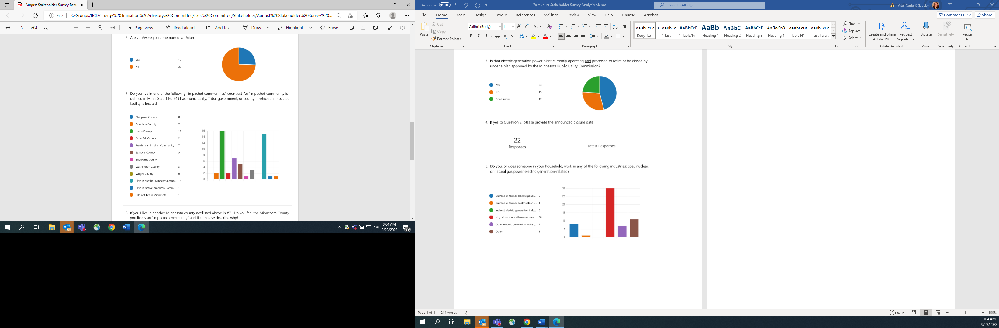 August Stakeholder Survey Resu
File
S:/Groups/BCD/Energy%20Transition%20Advisory%20Committee/Exec%20Committee/Stakeholder/August%20Stakeholder%20Survey%20...
3 of 4
Page view
Read aloud
Add text
Draw
Highlight
Erase
6. Are you/were you a member of a Union
Yes 13
No 38
7. Do you live in one of the following "impacted communities" counties? An "impacted community is
defined in Minn. Stat. 116J.5491 as municipality, Tribal government, or county in which an impacted
facility is located.
Chippewa County 0
Goodhue County 2
Itasca County 16
Otter Tail County 2
Prairie Island Indian Community 7
St. Louis County 5
Sherburne County 1
Washington County 3
Wright County 0
I live in another Minnesota coun... 15
I live in Native American Comm... 1
I do not live in Minnesota 1
16
14
12
10
8
6
4
2
0
8. If you I live in another Minnesota county not listed above in #7. Do you feel the Minnesota County
you live is an "impacted community" and if so please describe why?
8:04 AM
9/23/2022
29
AutoSave Off
7a August Stakeholder Survey Analysis Memo
Search (Alt+Q)
Vita, Carla K (DEED)
File Home Insert Design Layout References Mailings Review View Help OnBase Acrobat
Comments
Share
Paste
Cut
Copy
Format Painter
Clipboard
Calibri (Body) 11
Font
Paragraph
AaBbCcDc Body Text
AaBbCc ¶ List
AaBbCcD ¶ Table/Fi...
AaBb Heading 1
AaBbC Heading 2
AaBbCcD Heading 3
AaBbCcD Heading 4
AaBbCcDc Table H1
AaBbCcDc ¶ List Para...
Styles
Find
Replace
Select
Editing
Create and Share
Adobe PDF
Request
Signatures
Adobe Acrobat
Dictate
Voice
Sensitivity
Sensitivity
Reuse
Files
Reuse Files
3. Is that electric generation power plant currently operating and proposed to retire or be closed by
under a plan approved by the Minnesota Public Utility Commission?
Yes 23
No 15
Don't know 12
4. If yes to Question 3, please provide the announced closure date
22
Responses
Latest Responses
5. Do you, or does someone in your household, work in any of the following industries: coal, nuclear,
or natural gas power electric generation-related?
Current or former electric gener... 8
Current or former coal/nuclear e... 1
Indirect electric generation indu... 0
No, I do not work/have not wor... 30
Other electric generation indust... 7
Other 11
30
25
20
15
10
5
0
Page 4 of 4
214 words
Focus
100%
8:04 AM
9/23/2022